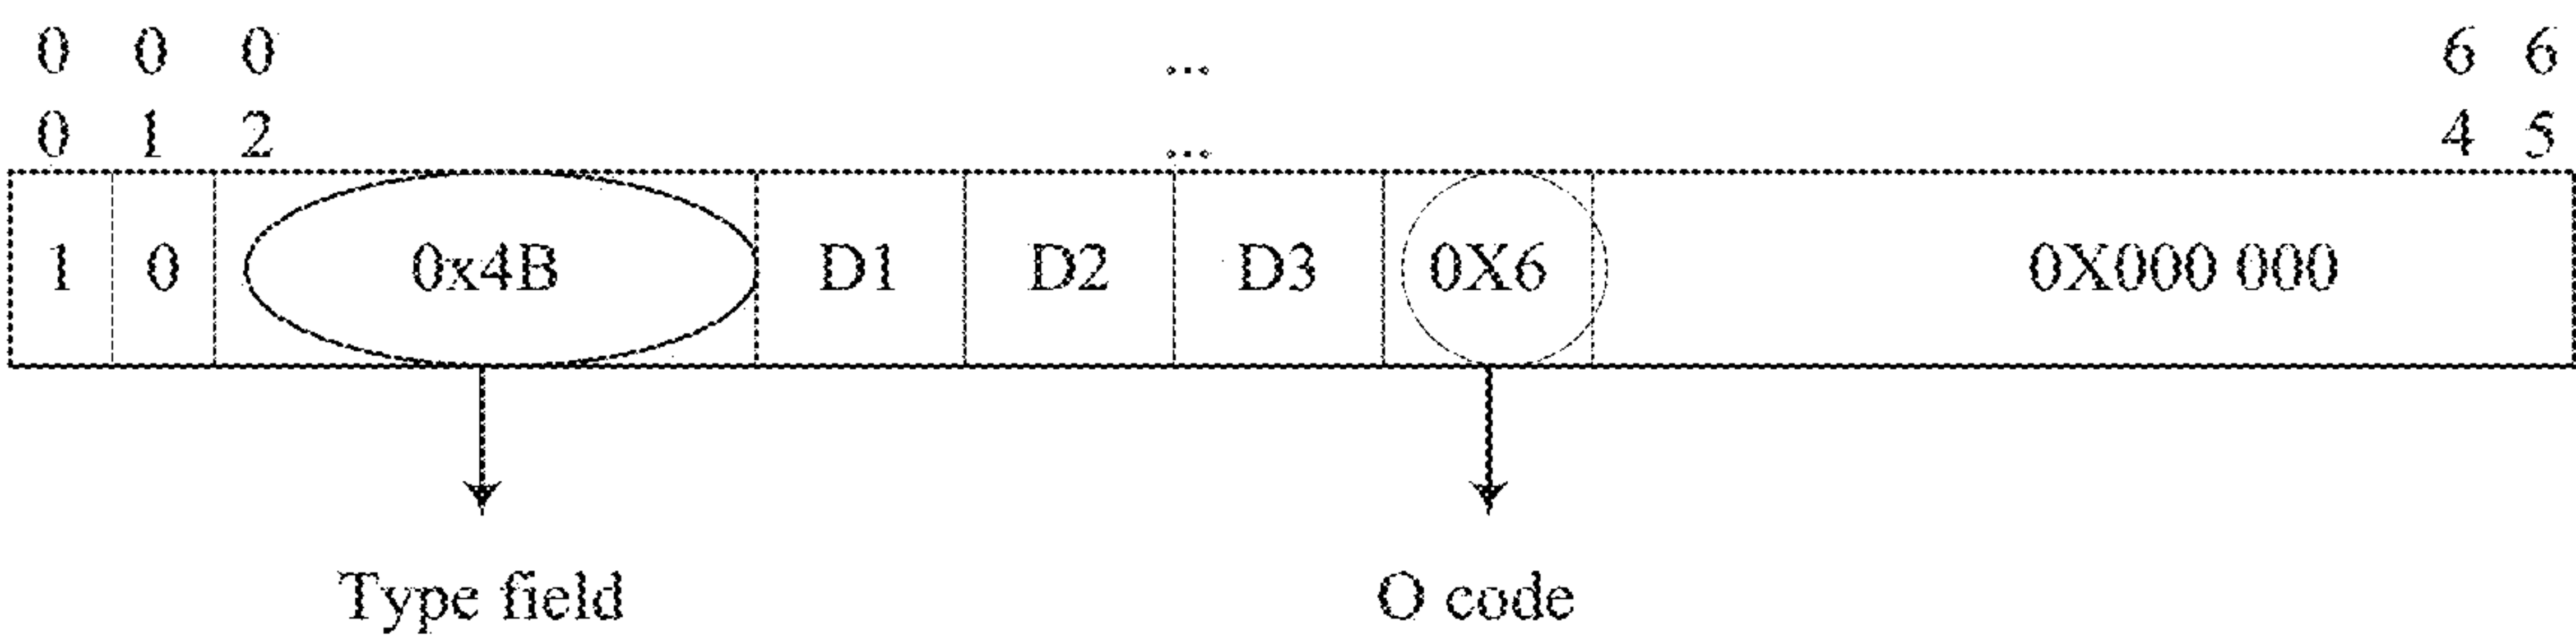 0 0 0 ... 6 6
0 1 2 ... 4 5
1 0 0x4B D1 D2 D3 0X6 0X000 000
Type field O code